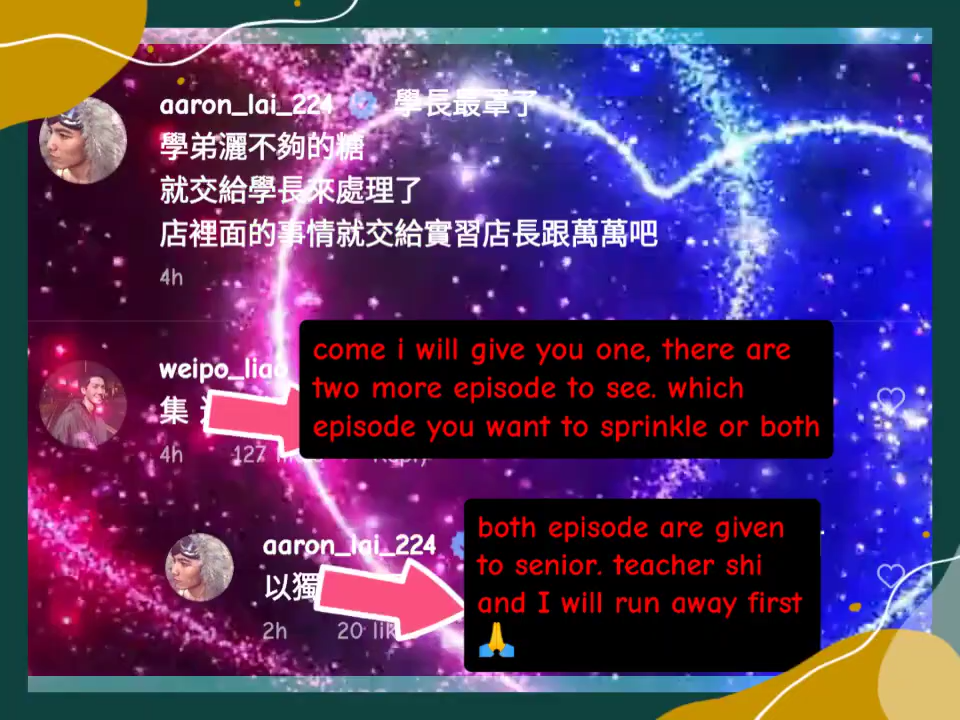 aaron_lai_224 學長最罩了
學弟灑不夠的糖
就交給學長來處理了
店裡面的事情就交給實習店長跟萬萬吧
4h
weipo_liao
集
4h 127
come i will give you one, there are
two more episode to see. which
episode you want to sprinkle or both
aaron_lai_224
以獨
2h 20
both episode are given
to senior. teacher shi
and I will run away first
🙏